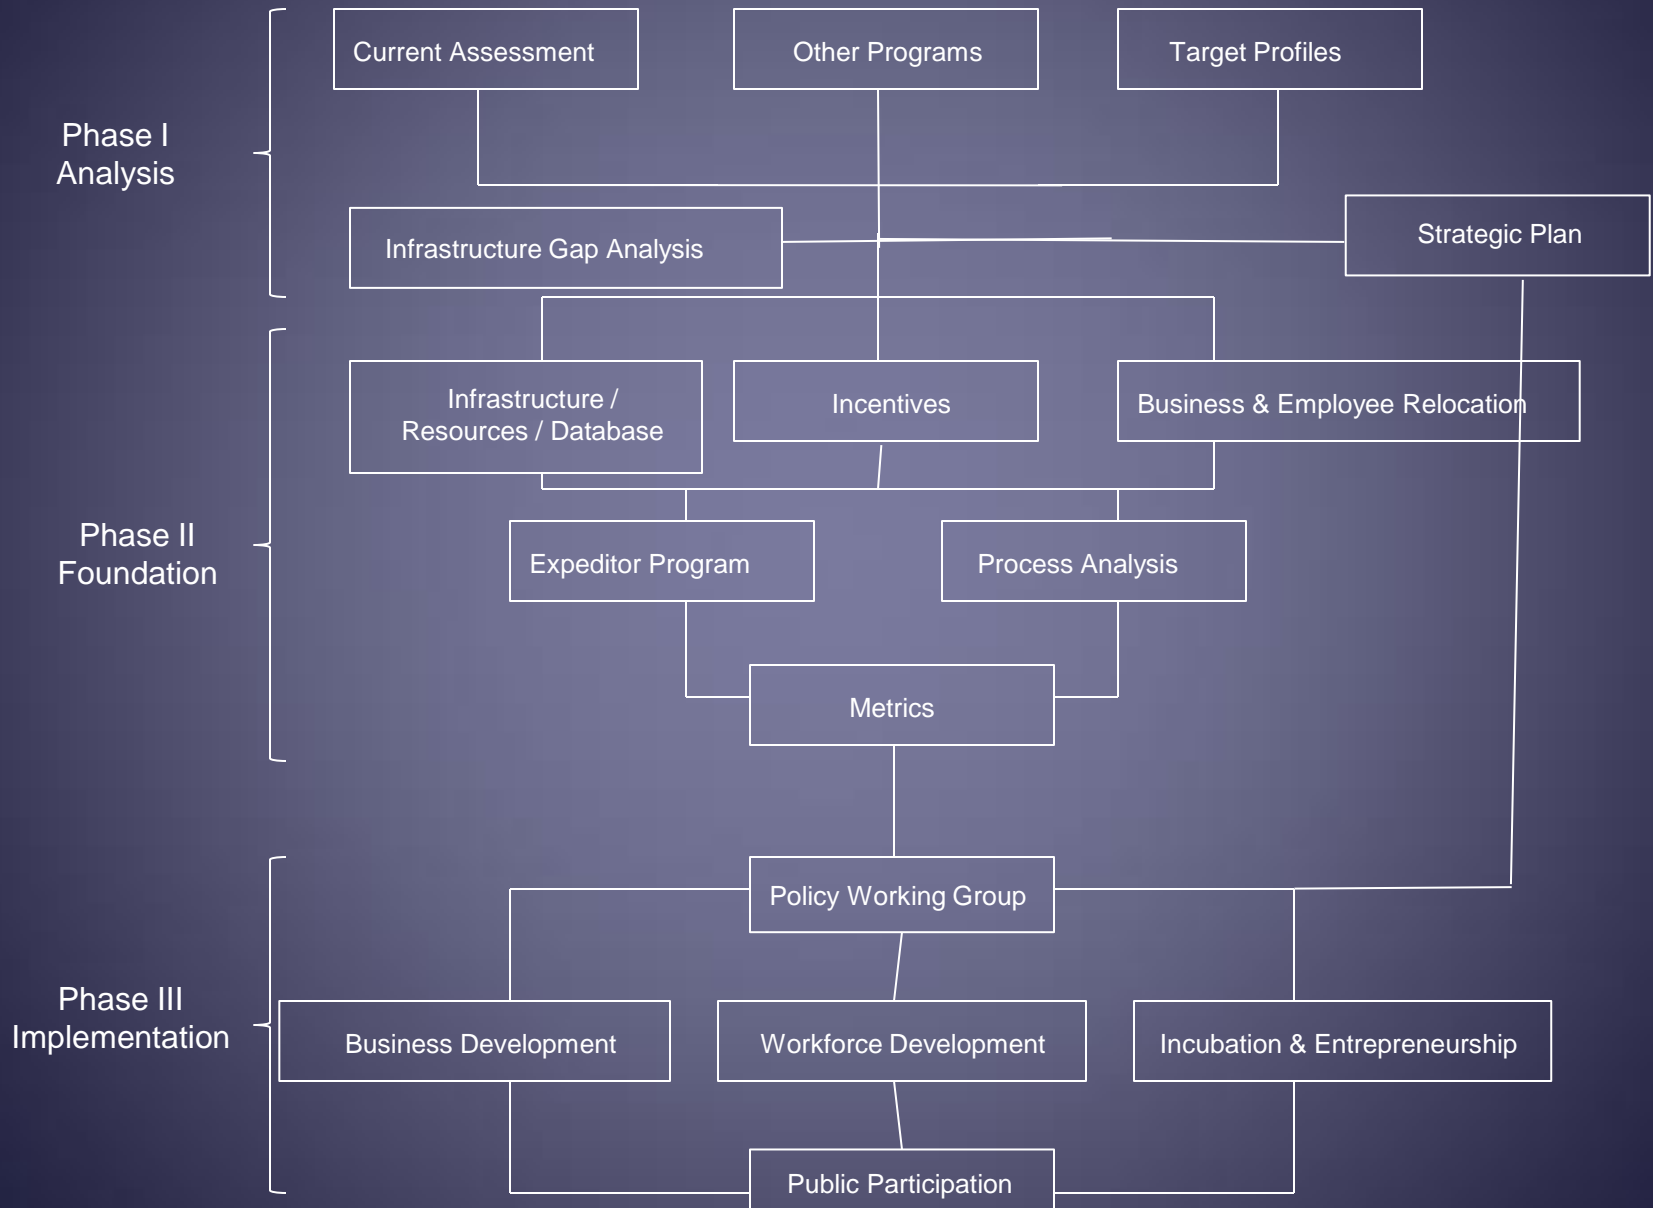 Current Assessment
Other Programs
Target Profiles
Phase I
Analysis
Infrastructure Gap Analysis
Strategic Plan
Infrastructure /
Resources / Database
Incentives
Business & Employee Relocation
Phase II
Foundation
Expeditor Program
Process Analysis
Metrics
Policy Working Group
Phase III
Implementation
Business Development
Workforce Development
Incubation & Entrepreneurship
Public Participation